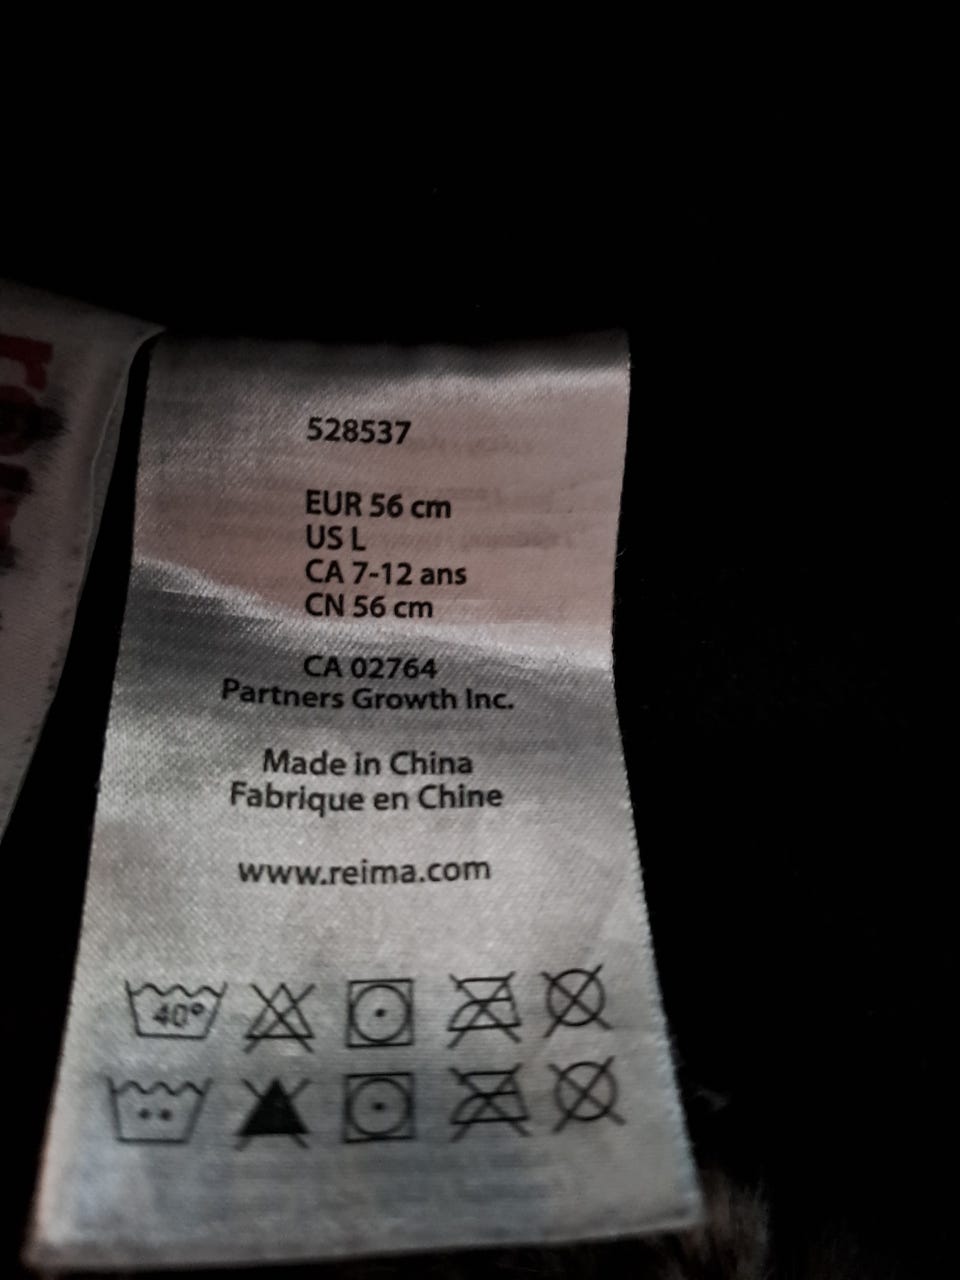 528537
EUR 56 cm
US L
CA 7-12 ans
CN 56 cm
CA 02764
Partners Growth Inc.
Made in China
Fabrique en Chine
www.reima.com
40°